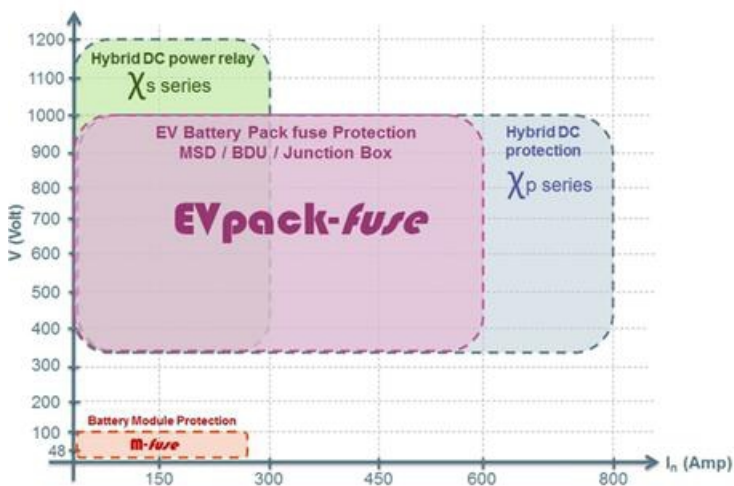 1200
1100
1000
900
800
700
600
500
400
300
200
100
48
V (Volt)
Hybrid DC power relay
χs series
EV Battery Pack fuse Protection
MSD / BDU / Junction Box
EVpack-fuse
Hybrid DC
protection
χp series
Battery Module Protection
m-fuse
150
300
450
600
800
In (Amp)